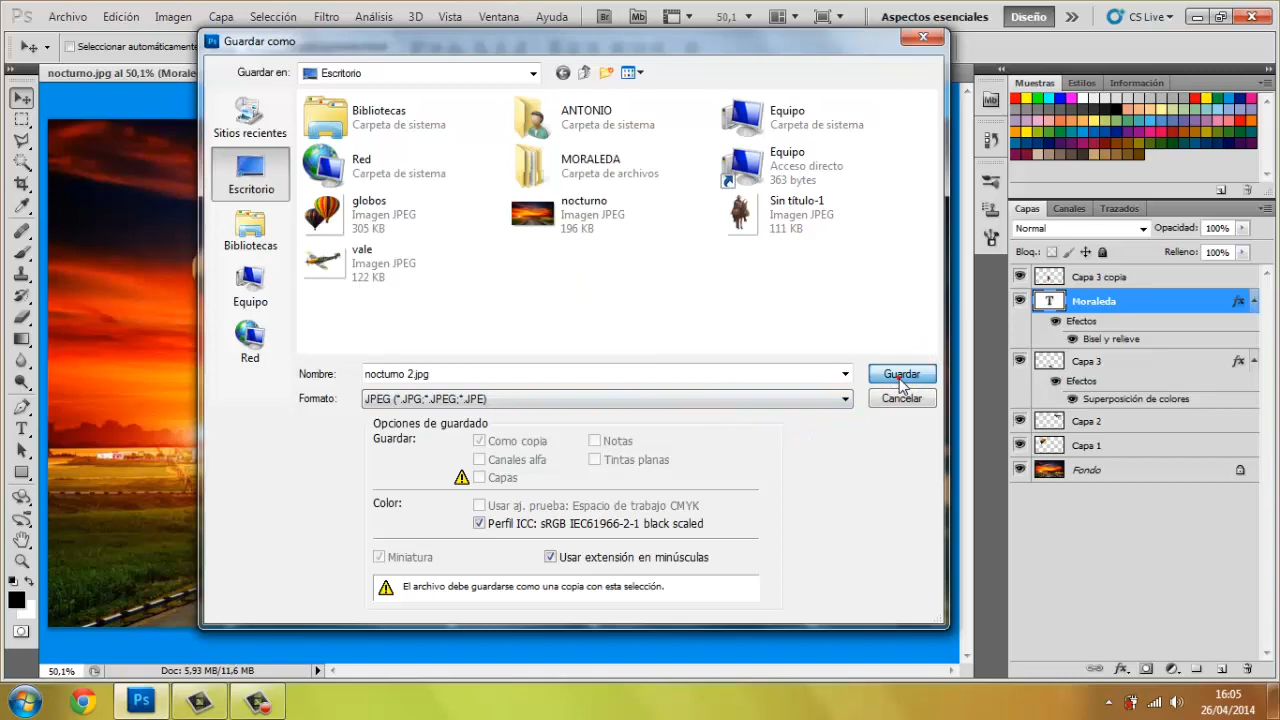 Ps Archivo Edición Imagen Capa Selección Filtro Análisis 3D Vista Ventana Ayuda Br Mb 50,1 Aspectos esenciales Diseño CS Live
Seleccionar automáticamente
Guardar como
nocturno.jpg al 50,1% (Morale
Guardar en: Escritorio
Sitios recientes
Escritorio
Bibliotecas
Equipo
Red
Bibliotecas
Carpeta de sistema
ANTONIO
Carpeta de sistema
Equipo
Carpeta de sistema
Red
Carpeta de sistema
MORALEDA
Carpeta de archivos
Equipo
Acceso directo
363 bytes
globos
Imagen JPEG
305 KB
nocturno
Imagen JPEG
196 KB
Sin título-1
Imagen JPEG
111 KB
vale
Imagen JPEG
122 KB
Nombre: nocturno 2.jpg Guardar
Formato: JPEG (*.JPG;*.JPEG;*.JPE) Cancelar
Opciones de guardado
Guardar: Como copia Notas
Canales alfa Tintas planas
Capas
Color: Usar aj. prueba: Espacio de trabajo CMYK
Perfil ICC: sRGB IEC61966-2-1 black scaled
Miniatura Usar extensión en minúsculas
El archivo debe guardarse como una copia con esta selección.
Muestras Estilos Información
Mb
Capas Canales Trazados
Normal Opacidad: 100%
Bloq.: Relleno: 100%
Capa 3 copia
T Moraleda fx
Efectos
Bisel y relieve
Capa 3 fx
Efectos
Superposición de colores
Capa 2
Capa 1
Fondo
50,1% Doc: 5,93 MB/11,6 MB
Ps
16:05
26/04/2014